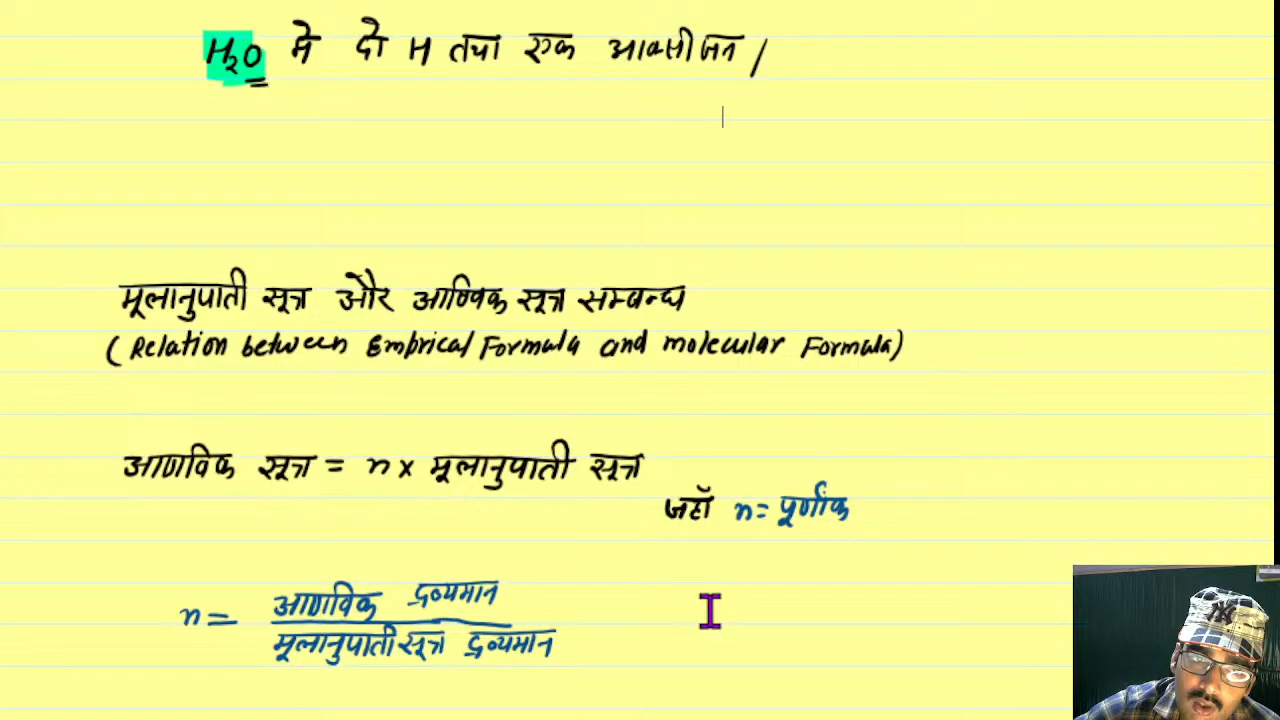 H₂O मे दो H तथा एक आक्सीजन /
मूलानुपाती सूत्र और आण्विक सूत्र सम्बन्ध
(Relation between Embrical Formula and molecular Formula)
आणविक सूत्र = n x मूलानुपाती सूत्र
जहाँ n = पूर्णांक
n = आणविक द्रव्यमान
मूलानुपाती सूत्र द्रव्यमान